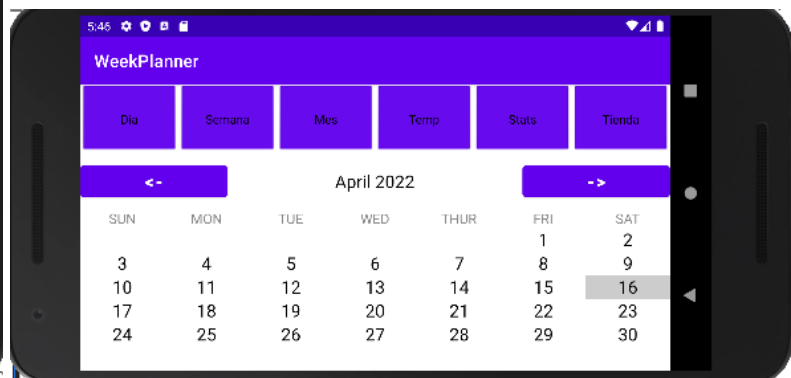 5:46
WeekPlanner
Dia Semana Mes Temp Stats Tienda
<- April 2022 ->
SUN MON TUE WED THUR FRI SAT
1 2
3 4 5 6 7 8 9
10 11 12 13 14 15 16
17 18 19 20 21 22 23
24 25 26 27 28 29 30